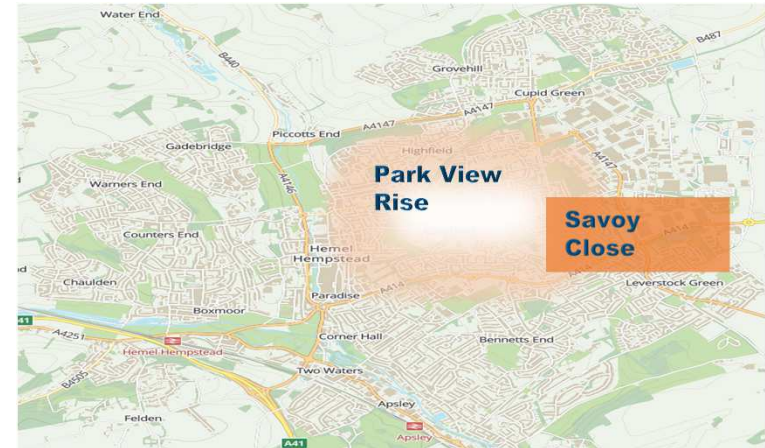 Water End
B440
B487
Grovehill
Cupid Green
A4147
A4147
Piccotts End
Gadebridge
Highfield
A4147
A4146
Park View
Rise
Warners End
Savoy
Close
Counters End
Hemel
Hempstead
A414
A414
Chaulden
Leverstock Green
Paradise
Boxmoor
41
A4251
Corner Hall
Bennetts End
Hemel Hempstead
Two Waters
B4505
Apsley
Felden
Apsley
A41